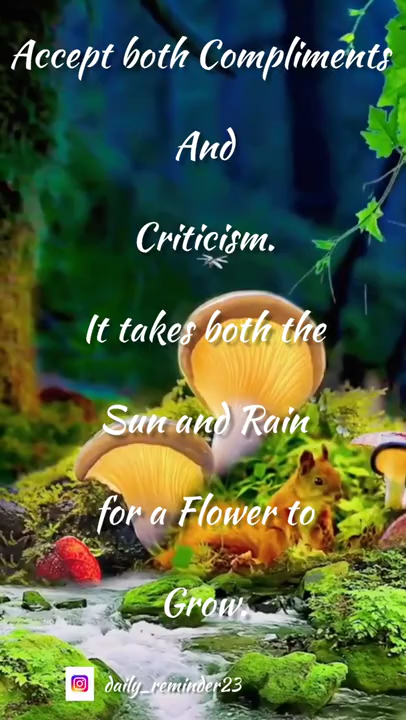 Accept both Compliments
And
Criticism.
It takes both the
Sun and Rain
for a Flower to
Grow.
daily_reminder23